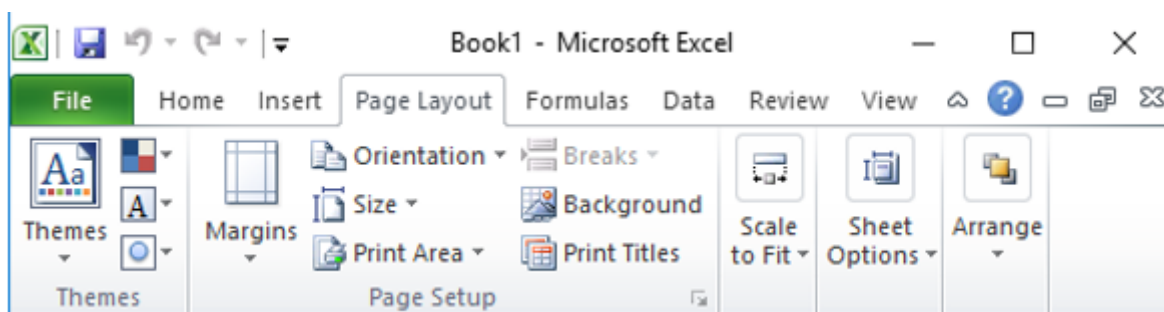 Book1 - Microsoft Excel
File Home Insert Page Layout Formulas Data Review View
Aa Orientation Breaks
A Size Background
Themes Margins Print Area Print Titles Scale to Fit Sheet Options Arrange
Themes Page Setup